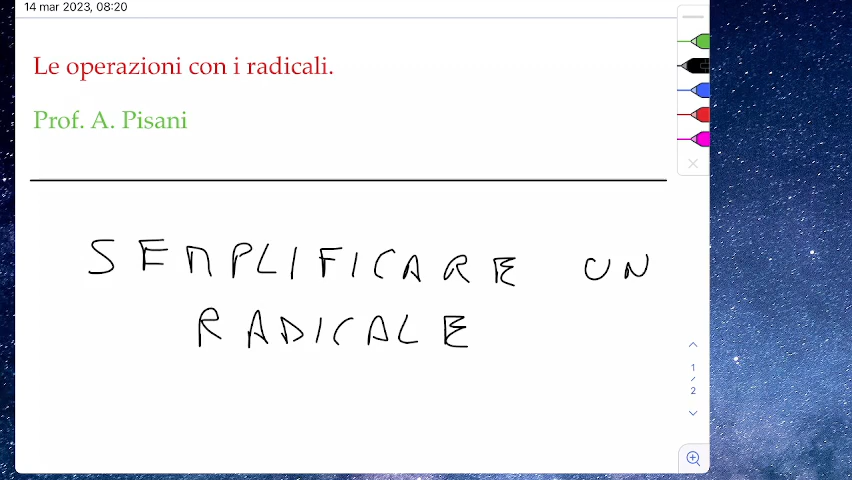 14 mar 2023, 08:20
Le operazioni con i radicali.
Prof. A. Pisani
SEMPLIFICARE UN
RADICALE
1
/
2